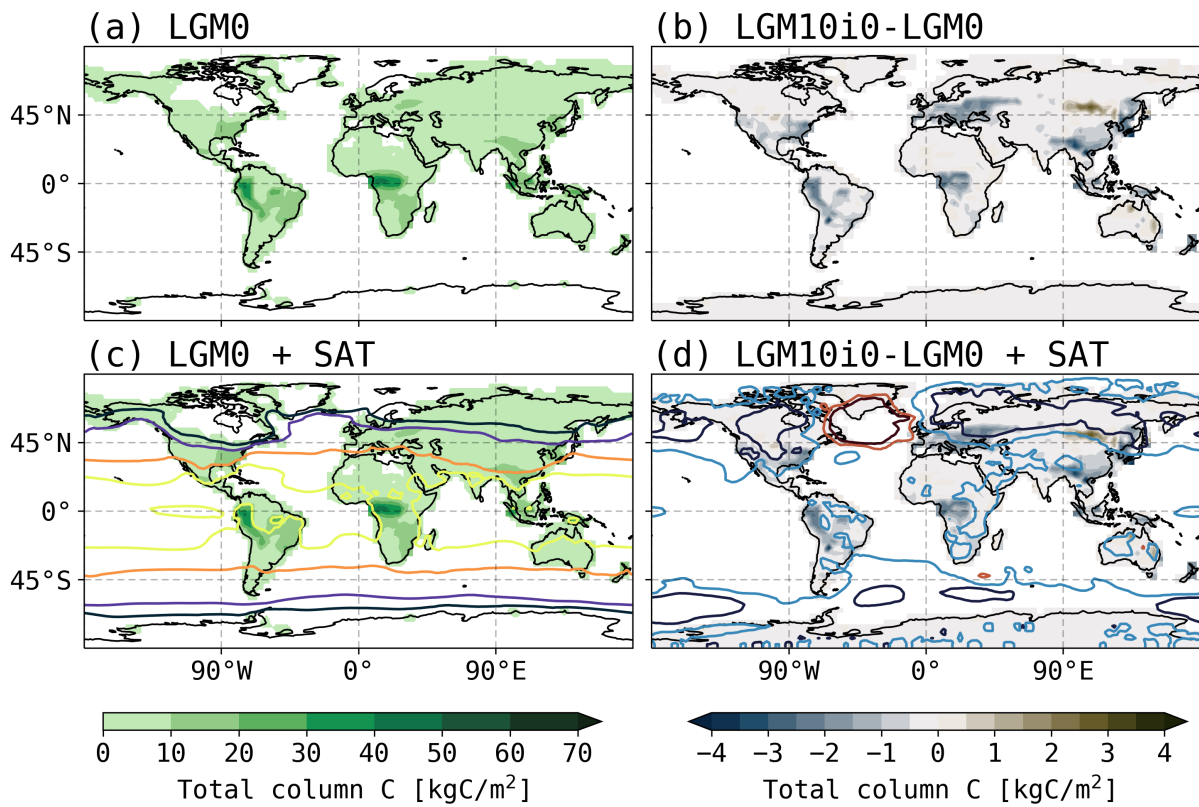 (a) LGM0
(b) LGM10i0-LGM0
45°N
0°
45°S
(c) LGM0 + SAT
(d) LGM10i0-LGM0 + SAT
45°N
0°
45°S
90°W 0° 90°E
90°W 0° 90°E
0 10 20 30 40 50 60 70
−4 −3 −2 −1 0 1 2 3 4
Total column C [kgC/m²]
Total column C [kgC/m²]